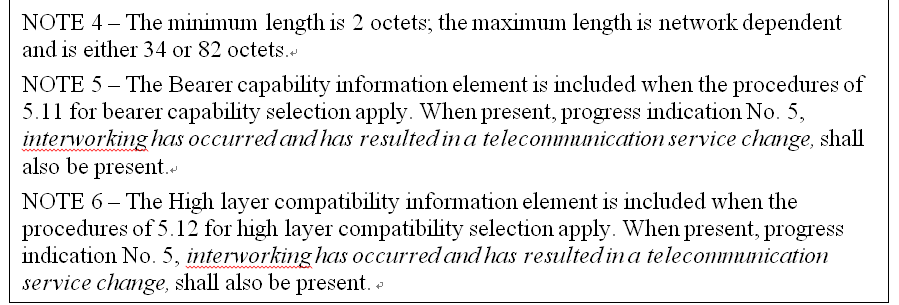 NOTE 4 – The minimum length is 2 octets; the maximum length is network dependent
and is either 34 or 82 octets.
NOTE 5 – The Bearer capability information element is included when the procedures of
5.11 for bearer capability selection apply. When present, progress indication No. 5,
interworking has occurred and has resulted in a telecommunication service change, shall
also be present.
NOTE 6 – The High layer compatibility information element is included when the
procedures of 5.12 for high layer compatibility selection apply. When present, progress
indication No. 5, interworking has occurred and has resulted in a telecommunication
service change, shall also be present.